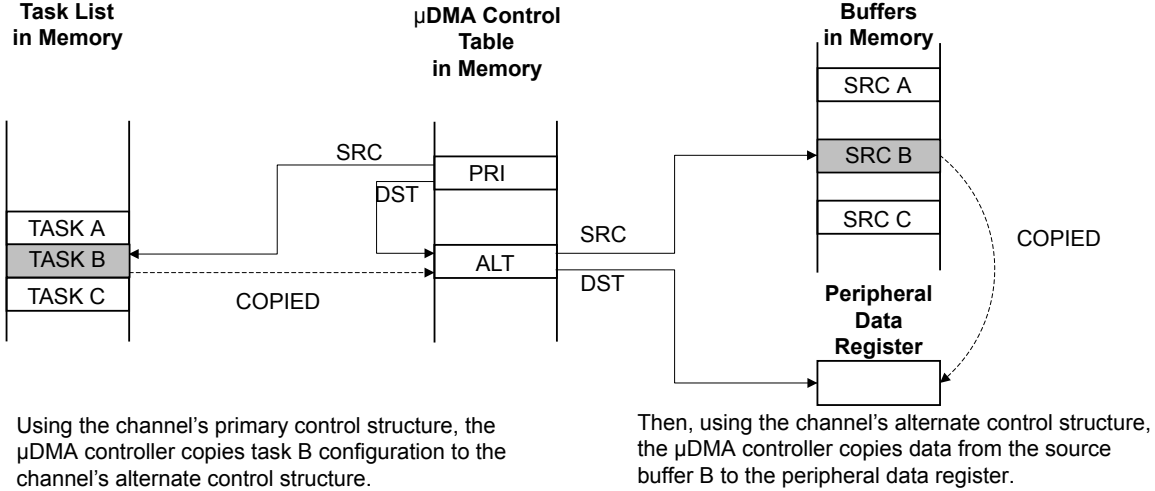 Task List
in Memory
µDMA Control
Table
in Memory
Buffers
in Memory
SRC A
SRC B
SRC C
SRC
PRI
DST
TASK A
TASK B
TASK C
ALT
SRC
DST
COPIED
COPIED
Peripheral
Data
Register
Using the channel's primary control structure, the
µDMA controller copies task B configuration to the
channel's alternate control structure.
Then, using the channel's alternate control structure,
the µDMA controller copies data from the source
buffer B to the peripheral data register.